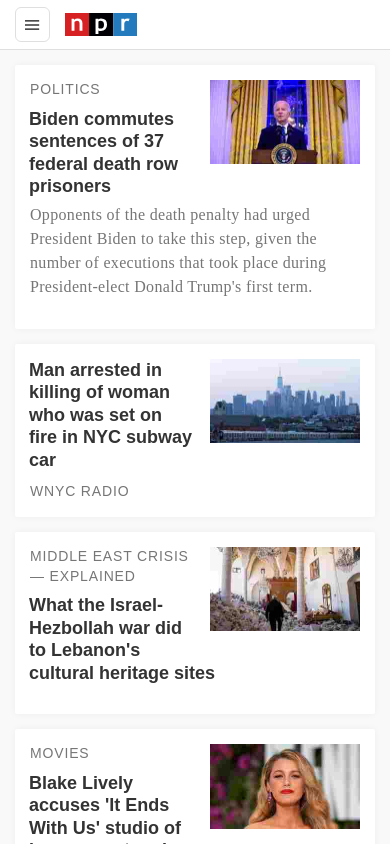 npr
POLITICS
Biden commutes
sentences of 37
federal death row
prisoners
Opponents of the death penalty had urged
President Biden to take this step, given the
number of executions that took place during
President-elect Donald Trump's first term.
Man arrested in
killing of woman
who was set on
fire in NYC subway
car
WNYC RADIO
MIDDLE EAST CRISIS
— EXPLAINED
What the Israel-
Hezbollah war did
to Lebanon's
cultural heritage sites
MOVIES
Blake Lively
accuses 'It Ends
With Us' studio of